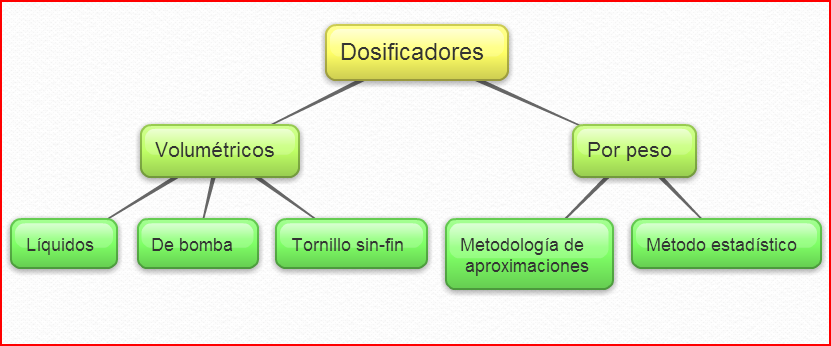 Dosificadores
Volumétricos
Por peso
Líquidos
De bomba
Tornillo sin-fin
Metodología de
aproximaciones
Método estadístico